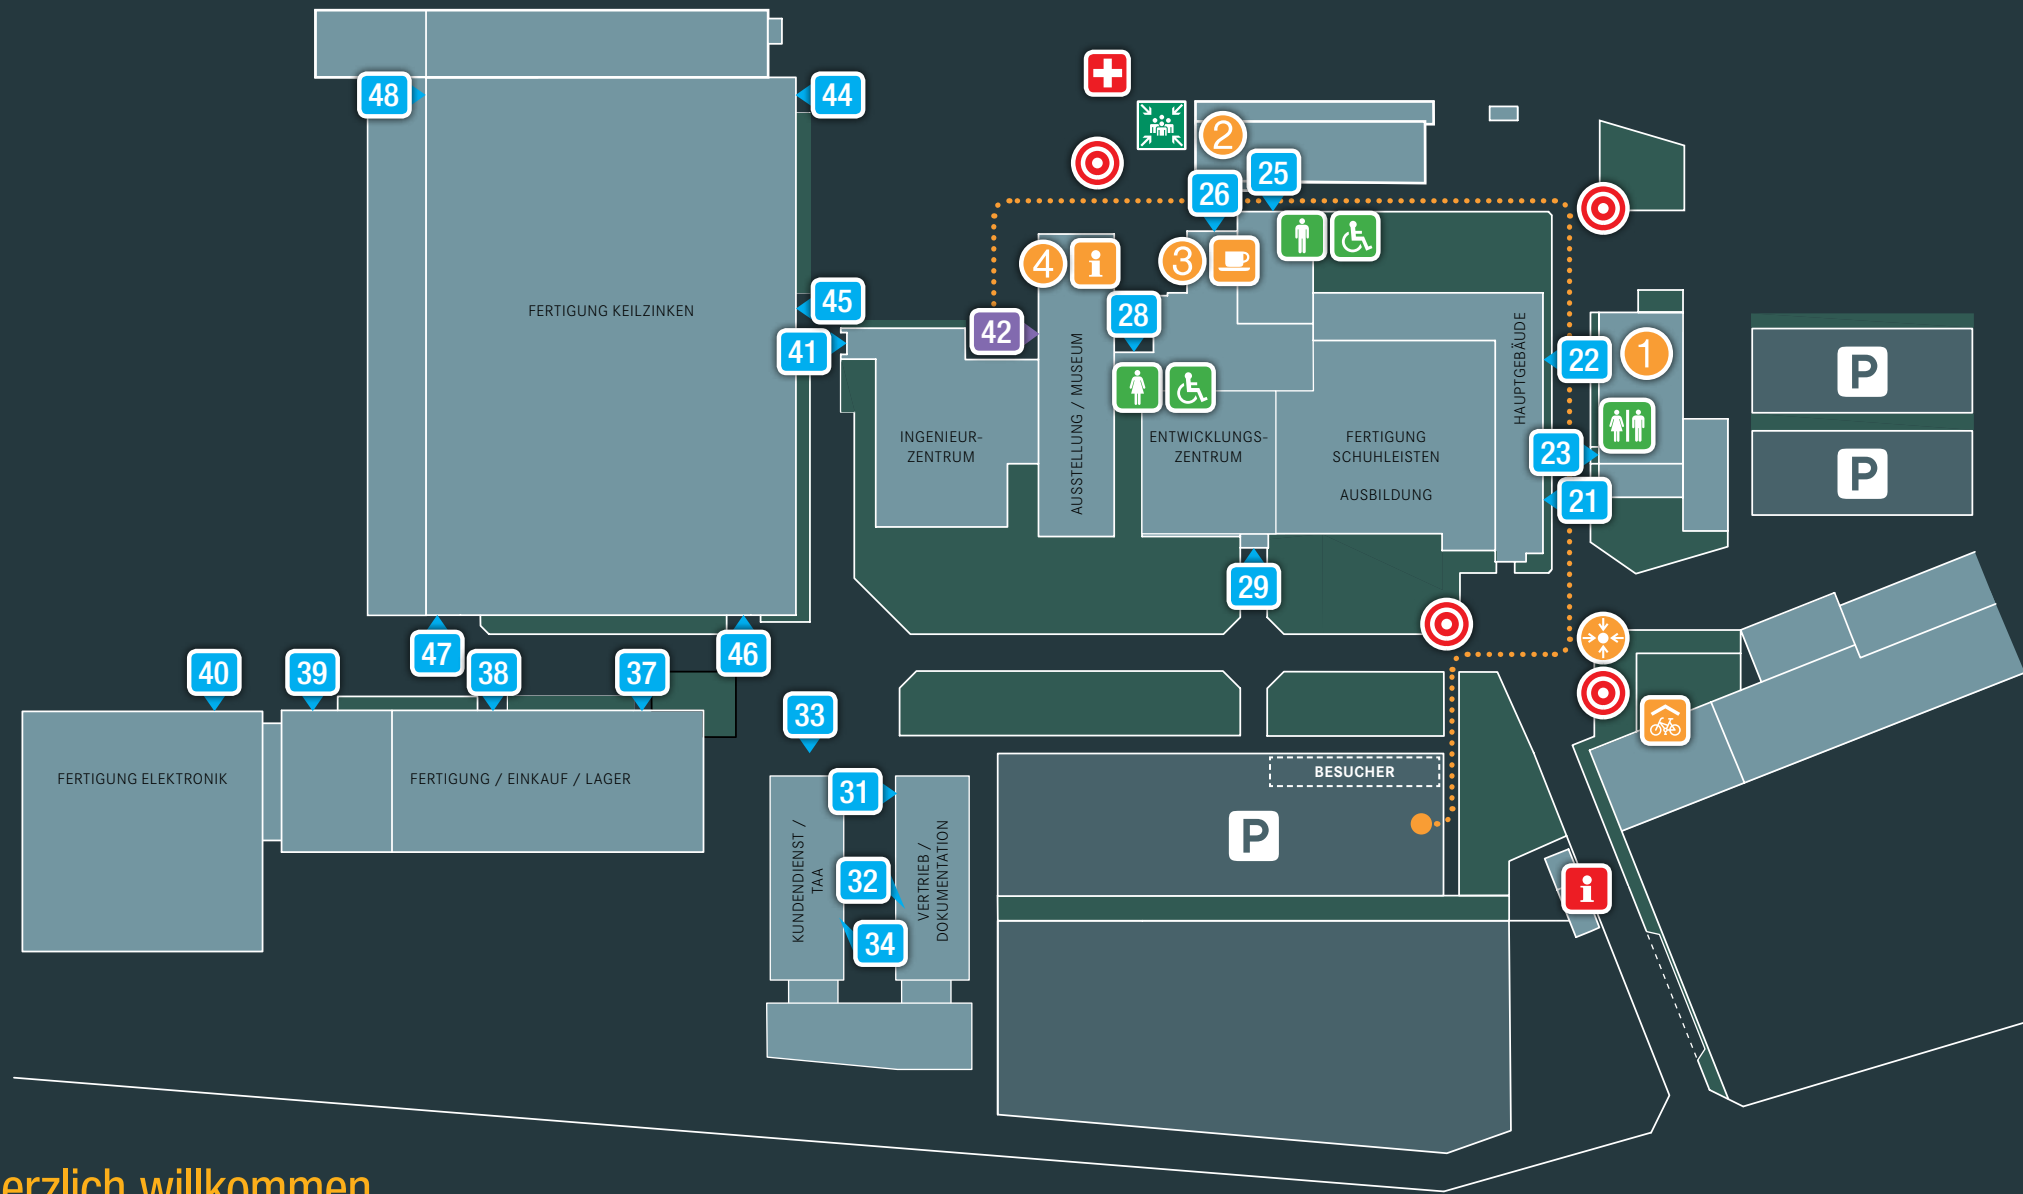 48
44
2
25
26
4
i
3
FERTIGUNG KEILZINKEN
45
28
42
41
22
1
P
AUSSTELLUNG / MUSEUM
HAUPTGEBÄUDE
INGENIEUR-
ZENTRUM
ENTWICKLUNGS-
ZENTRUM
FERTIGUNG
SCHUHLEISTEN
AUSBILDUNG
23
21
P
29
47
46
40
39
38
37
33
FERTIGUNG ELEKTRONIK
FERTIGUNG / EINKAUF / LAGER
31
BESUCHER
P
KUNDENDIENST /
TAA
VERTRIEB /
DOKUMENTATION
32
34
i
erzlich willkommen